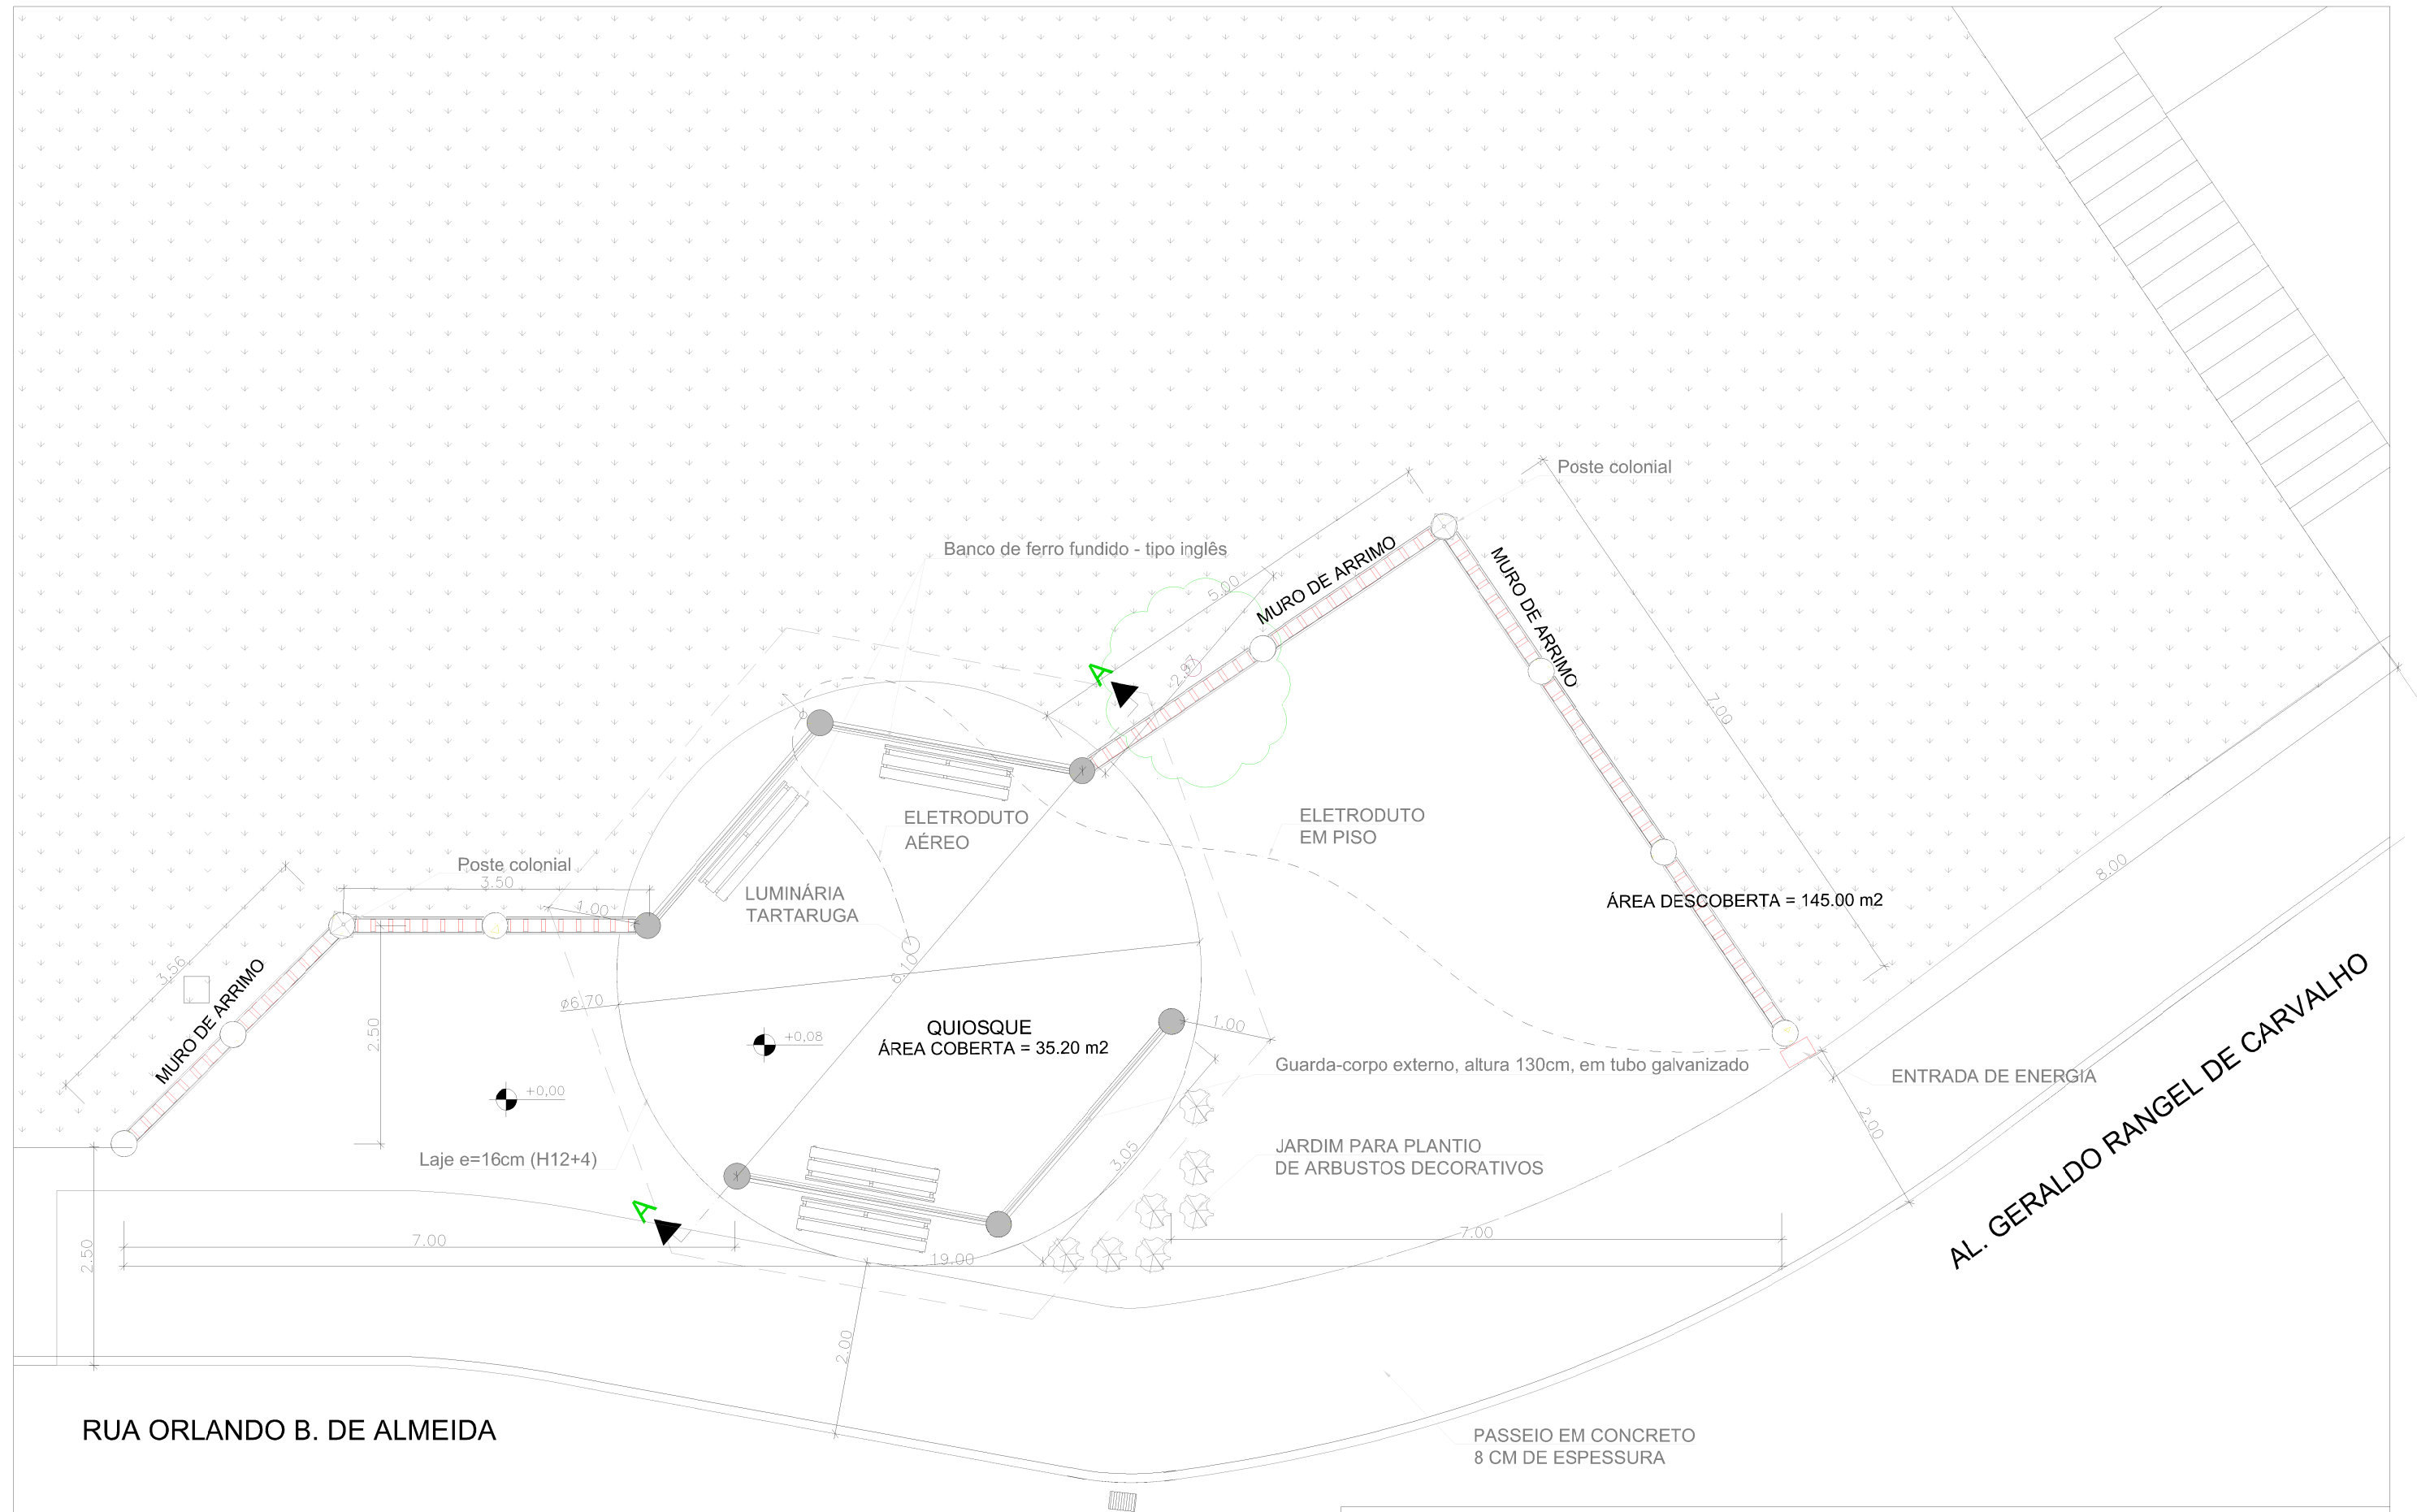 Poste colonial
Banco de ferro fundido - tipo inglês
MURO DE ARRIMO
MURO DE ARRIMO
5.00
2.97
7.00
A
ELETRODUTO
AÉREO
ELETRODUTO
EM PISO
Poste colonial
3.50
1.00
LUMINÁRIA
TARTARUGA
8.00
ÁREA DESCOBERTA = 145.00 m2
3.56
MURO DE ARRIMO
2.50
ø6.70
6.10
QUIOSQUE
ÁREA COBERTA = 35.20 m2
+0,08
+0,00
1.00
Guarda-corpo externo, altura 130cm, em tubo galvanizado
ENTRADA DE ENERGIA
2.00
AL. GERALDO RANGEL DE CARVALHO
Laje e=16cm (H12+4)
3.05
JARDIM PARA PLANTIO
DE ARBUSTOS DECORATIVOS
A
7.00
7.00
19.00
2.50
2.00
RUA ORLANDO B. DE ALMEIDA
PASSEIO EM CONCRETO
8 CM DE ESPESSURA